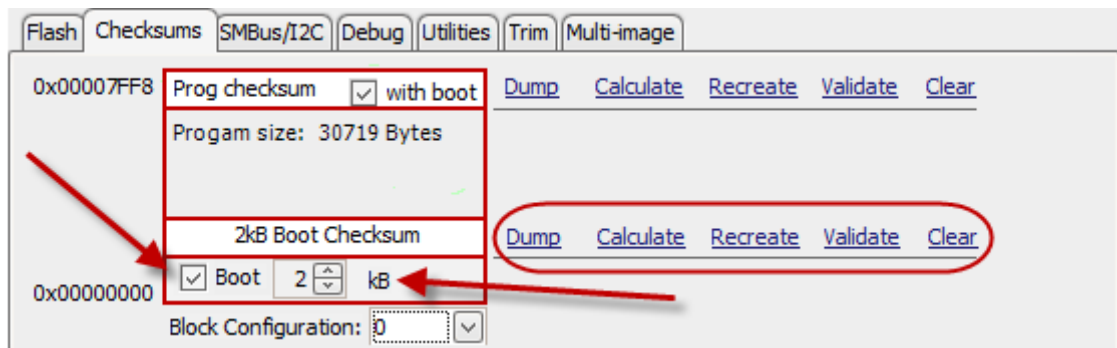 Flash Checksums SMBus/I2C Debug Utilities Trim Multi-image
0x00007FF8 Prog checksum with boot Dump Calculate Recreate Validate Clear
Progam size: 30719 Bytes
2kB Boot Checksum Dump Calculate Recreate Validate Clear
Boot 2 kB
0x00000000
Block Configuration: 0